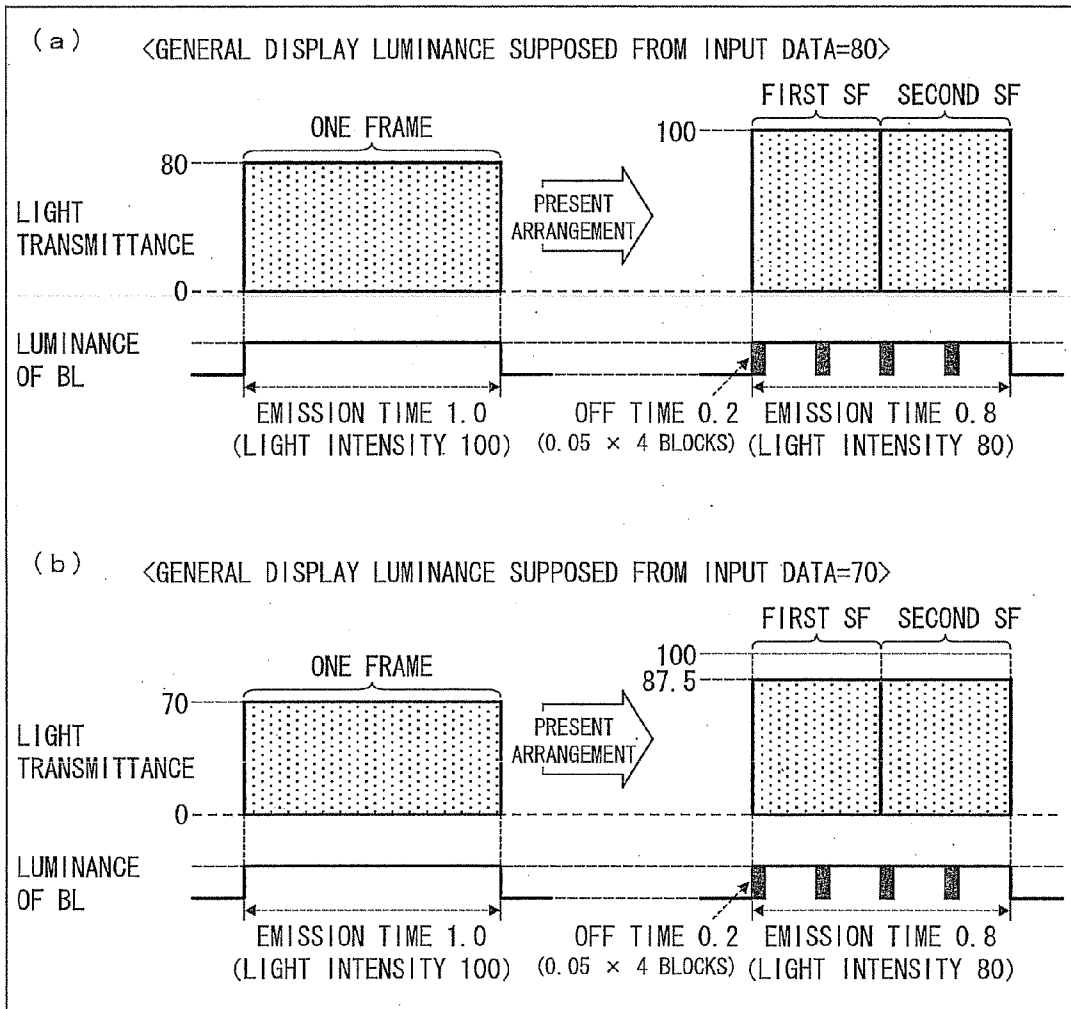 (a) <GENERAL DISPLAY LUMINANCE SUPPOSED FROM INPUT DATA=80>
FIRST SF SECOND SF
ONE FRAME
100
80
PRESENT
ARRANGEMENT
LIGHT
TRANSMITTANCE
0
LUMINANCE
OF BL
EMISSION TIME 1.0
(LIGHT INTENSITY 100)
OFF TIME 0.2
(0.05 × 4 BLOCKS)
EMISSION TIME 0.8
(LIGHT INTENSITY 80)
(b) <GENERAL DISPLAY LUMINANCE SUPPOSED FROM INPUT DATA=70>
FIRST SF SECOND SF
ONE FRAME
100
87.5
70
PRESENT
ARRANGEMENT
LIGHT
TRANSMITTANCE
0
LUMINANCE
OF BL
EMISSION TIME 1.0
(LIGHT INTENSITY 100)
OFF TIME 0.2
(0.05 × 4 BLOCKS)
EMISSION TIME 0.8
(LIGHT INTENSITY 80)